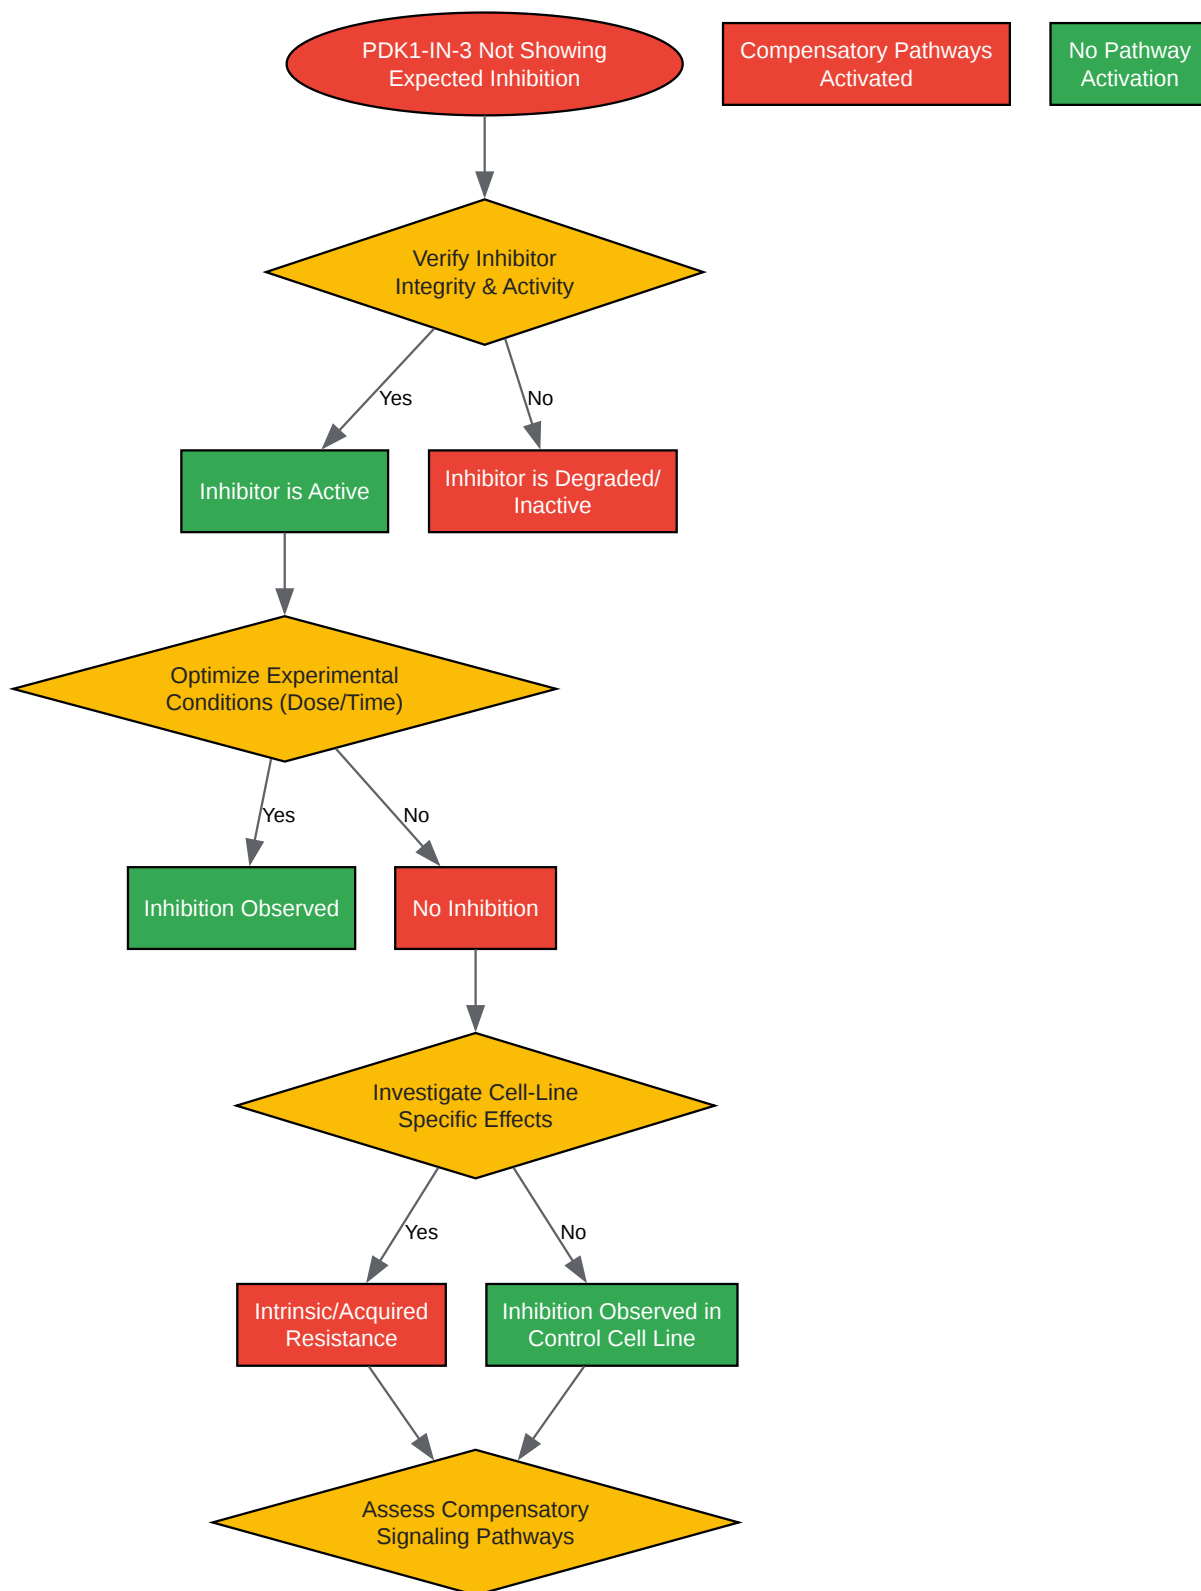 PDK1-IN-3 Not Showing
Expected Inhibition
Compensatory Pathways
Activated
No Pathway
Activation
Verify Inhibitor
Integrity & Activity
Yes
No
Inhibitor is Active
Inhibitor is Degraded/
Inactive
Optimize Experimental
Conditions (Dose/Time)
Yes
No
Inhibition Observed
No Inhibition
Investigate Cell-Line
Specific Effects
Yes
No
Intrinsic/Acquired
Resistance
Inhibition Observed in
Control Cell Line
Assess Compensatory
Signaling Pathways